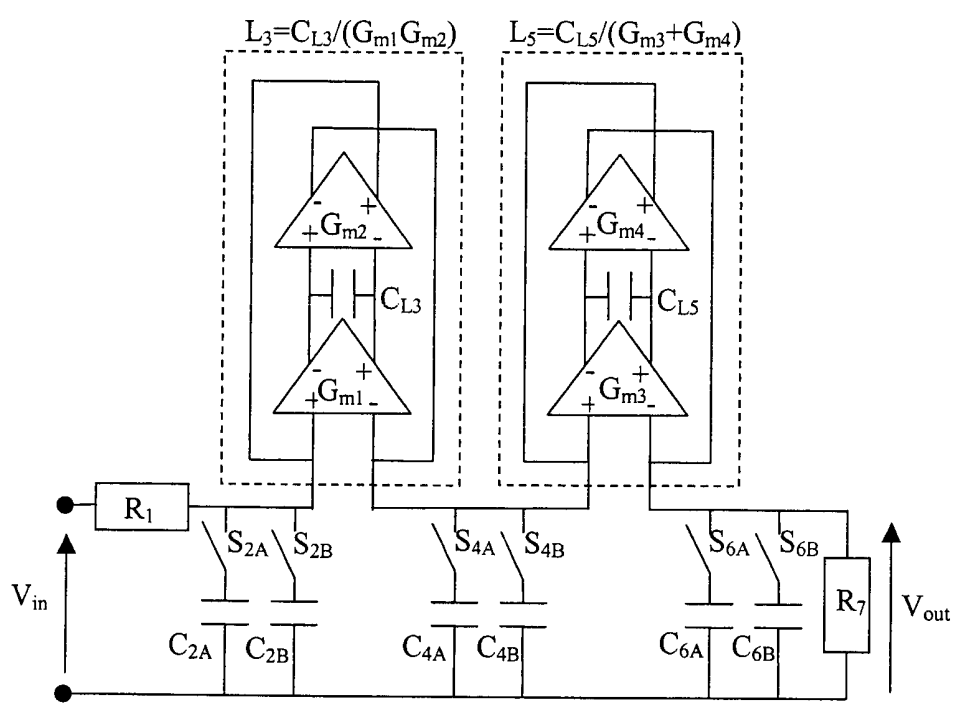 L3=CL3/(Gm1Gm2)
L5=CL5/(Gm3+Gm4)
- +
Gm2
+ -
- +
Gm4
+ -
CL3
CL5
- +
Gm1
+ -
- +
Gm3
+ -
R1
S2A
S2B
S4A
S4B
S6A
S6B
Vin
R7
Vout
C2A
C2B
C4A
C4B
C6A
C6B